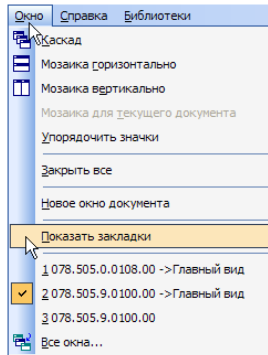 Окно Справка Библиотеки
Каскад
Мозаика горизонтально
Мозаика вертикально
Мозаика для текущего документа
Упорядочить значки
Закрыть все
Новое окно документа
Показать закладки
1 078.505.0.0108.00 ->Главный вид
2 078.505.9.0100.00 ->Главный вид
3 078.505.9.0100.00
Все окна...